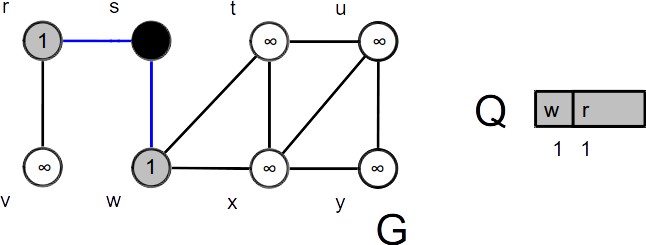 r s t u
1 ∞ ∞
Q w r
1 1
∞ 1 ∞ ∞
v w x y
G